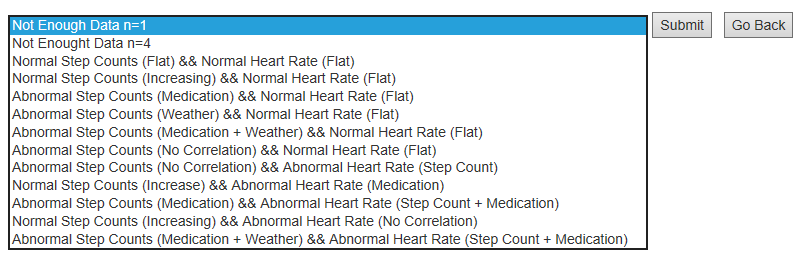 Not Enough Data n=1
Not Enought Data n=4
Normal Step Counts (Flat) && Normal Heart Rate (Flat)
Normal Step Counts (Increasing) && Normal Heart Rate (Flat)
Abnormal Step Counts (Medication) && Normal Heart Rate (Flat)
Abnormal Step Counts (Weather) && Normal Heart Rate (Flat)
Abnormal Step Counts (Medication + Weather) && Normal Heart Rate (Flat)
Abnormal Step Counts (No Correlation) && Normal Heart Rate (Flat)
Abnormal Step Counts (No Correlation) && Abnormal Heart Rate (Step Count)
Normal Step Counts (Increase) && Abnormal Heart Rate (Medication)
Abnormal Step Counts (Medication) && Abnormal Heart Rate (Step Count + Medication)
Normal Step Counts (Increasing) && Abnormal Heart Rate (No Correlation)
Abnormal Step Counts (Medication + Weather) && Abnormal Heart Rate (Step Count + Medication)
Submit
Go Back